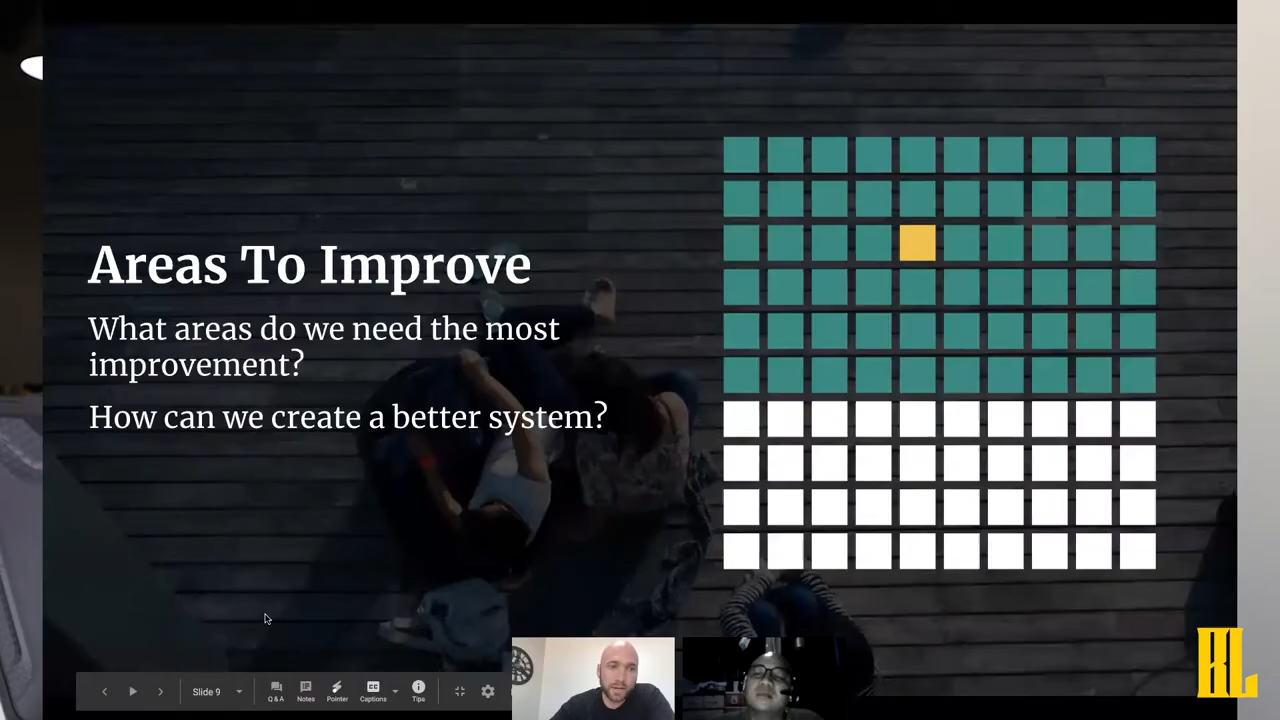 Areas To Improve
What areas do we need the most
improvement?
How can we create a better system?
Slide 9
Q & A
Notes
Pointer
Captions
Tips
BL